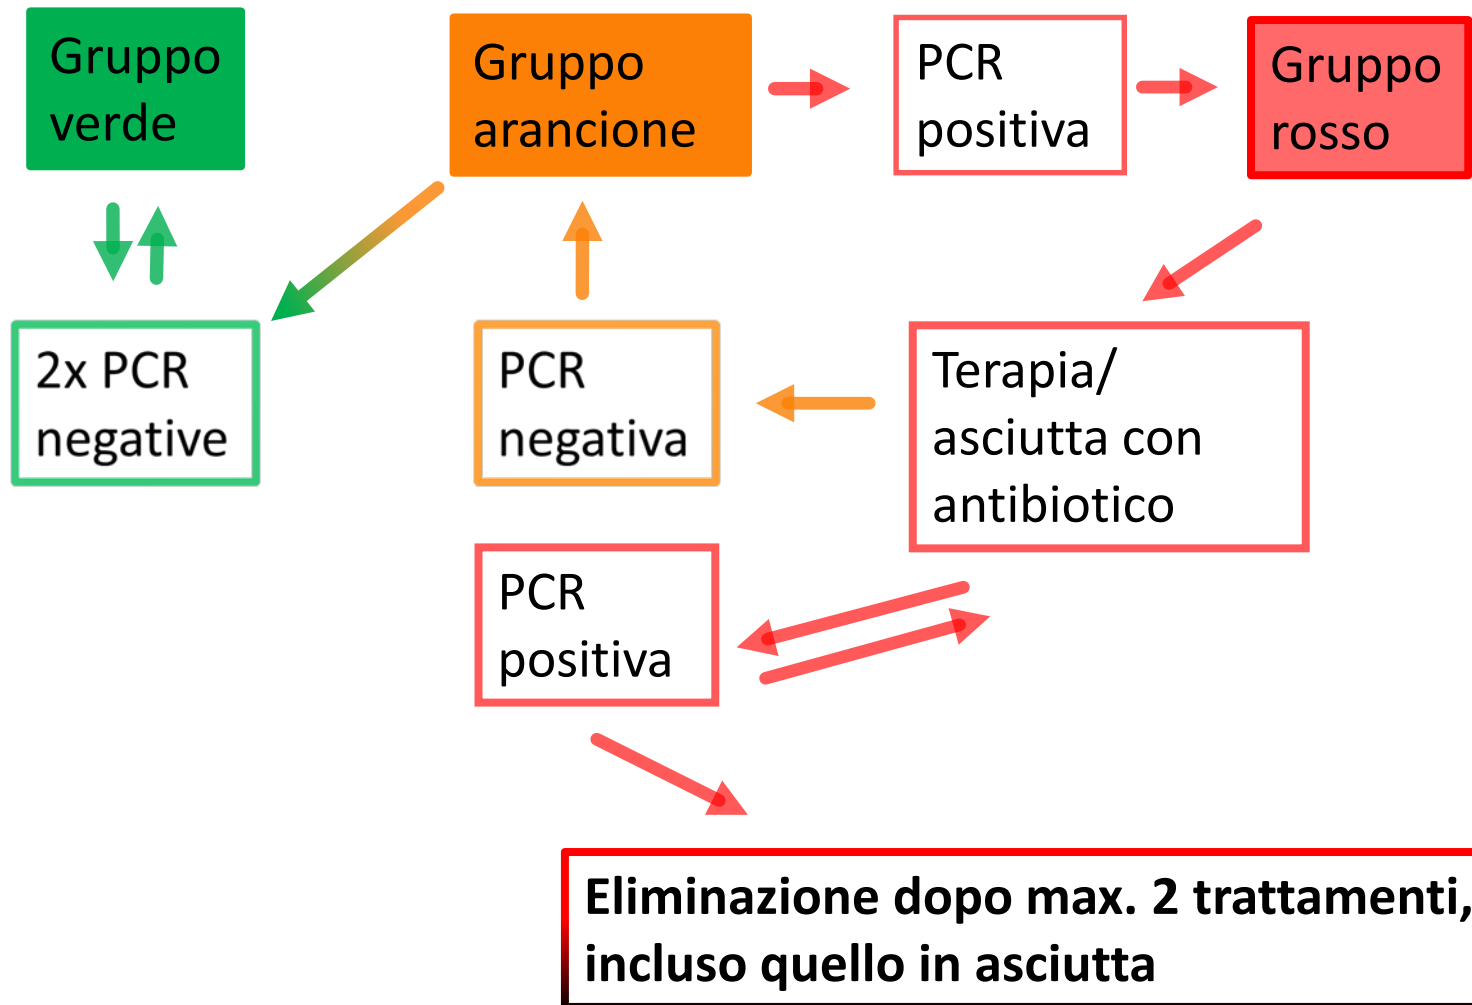 Gruppo
verde
Gruppo
arancione
PCR
positiva
Gruppo
rosso
2x PCR
negative
PCR
negativa
Terapia/
asciutta con
antibiotico
PCR
positiva
Eliminazione dopo max. 2 trattamenti,
incluso quello in asciutta